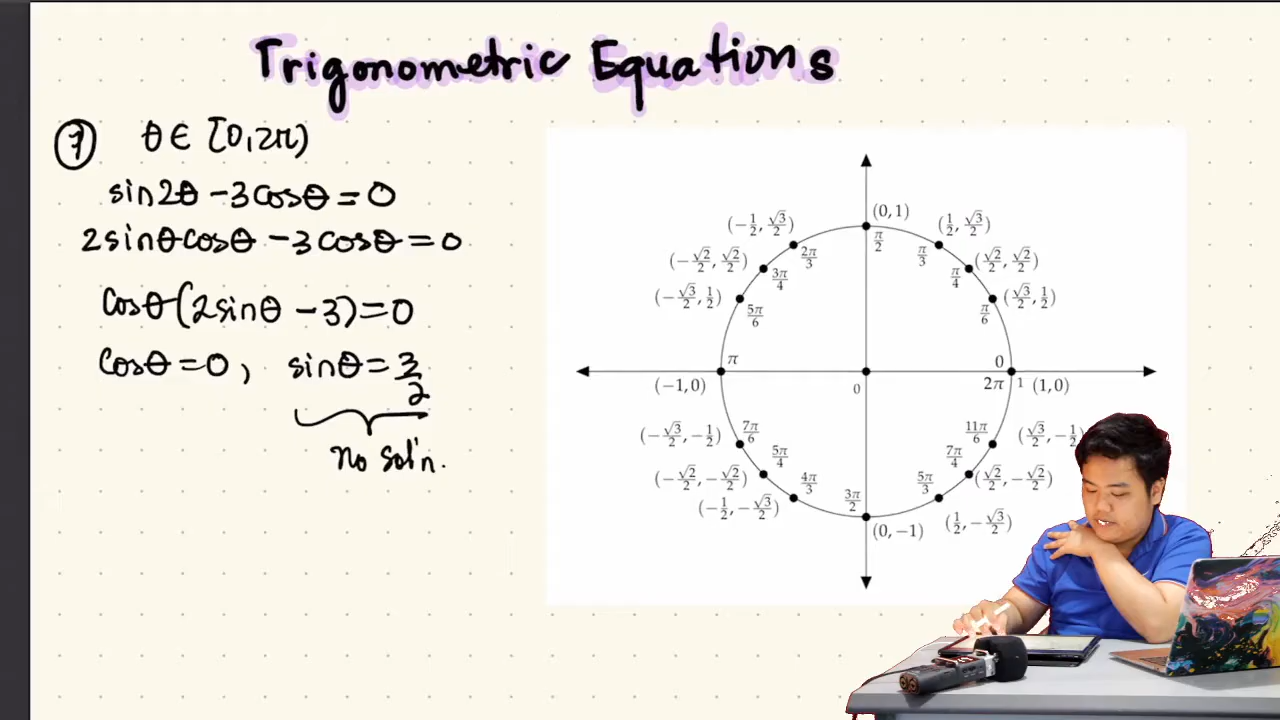 Trigonometric Equations
⑦ θ ∈ [0, 2π)
sin2θ - 3cosθ = 0
2sinθcosθ - 3cosθ = 0
cosθ(2sinθ - 3) = 0
cosθ = 0, sinθ = 3/2
no sol'n.
(0, 1)
(-1/2, √3/2) (1/2, √3/2)
π/2
2π/3 π/3
(-√2/2, √2/2) (√2/2, √2/2)
3π/4 π/4
(-√3/2, 1/2) (√3/2, 1/2)
5π/6 π/6
π 0
(-1, 0) 0 2π 1 (1, 0)
7π/6 11π/6
(-√3/2, -1/2) (√3/2, -1/2
5π/4 7π/4
(-√2/2, -√2/2) (√2/2, -√2/2)
4π/3 3π/2 5π/3
(-1/2, -√3/2) (1/2, -√3/2)
(0, -1)